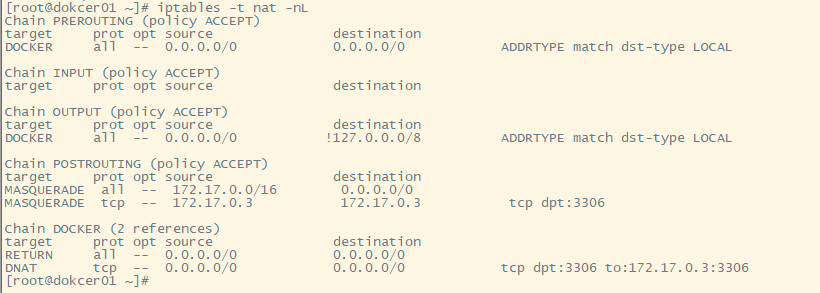 [root@dokcer01 ~]# iptables -t nat -nL
Chain PREROUTING (policy ACCEPT)
target     prot opt source               destination
DOCKER     all  --  0.0.0.0/0            0.0.0.0/0            ADDRTYPE match dst-type LOCAL

Chain INPUT (policy ACCEPT)
target     prot opt source               destination

Chain OUTPUT (policy ACCEPT)
target     prot opt source               destination
DOCKER     all  --  0.0.0.0/0           !127.0.0.0/8          ADDRTYPE match dst-type LOCAL

Chain POSTROUTING (policy ACCEPT)
target     prot opt source               destination
MASQUERADE  all  --  172.17.0.0/16        0.0.0.0/0
MASQUERADE  tcp  --  172.17.0.3           172.17.0.3           tcp dpt:3306

Chain DOCKER (2 references)
target     prot opt source               destination
RETURN     all  --  0.0.0.0/0            0.0.0.0/0
DNAT       tcp  --  0.0.0.0/0            0.0.0.0/0            tcp dpt:3306 to:172.17.0.3:3306
[root@dokcer01 ~]#